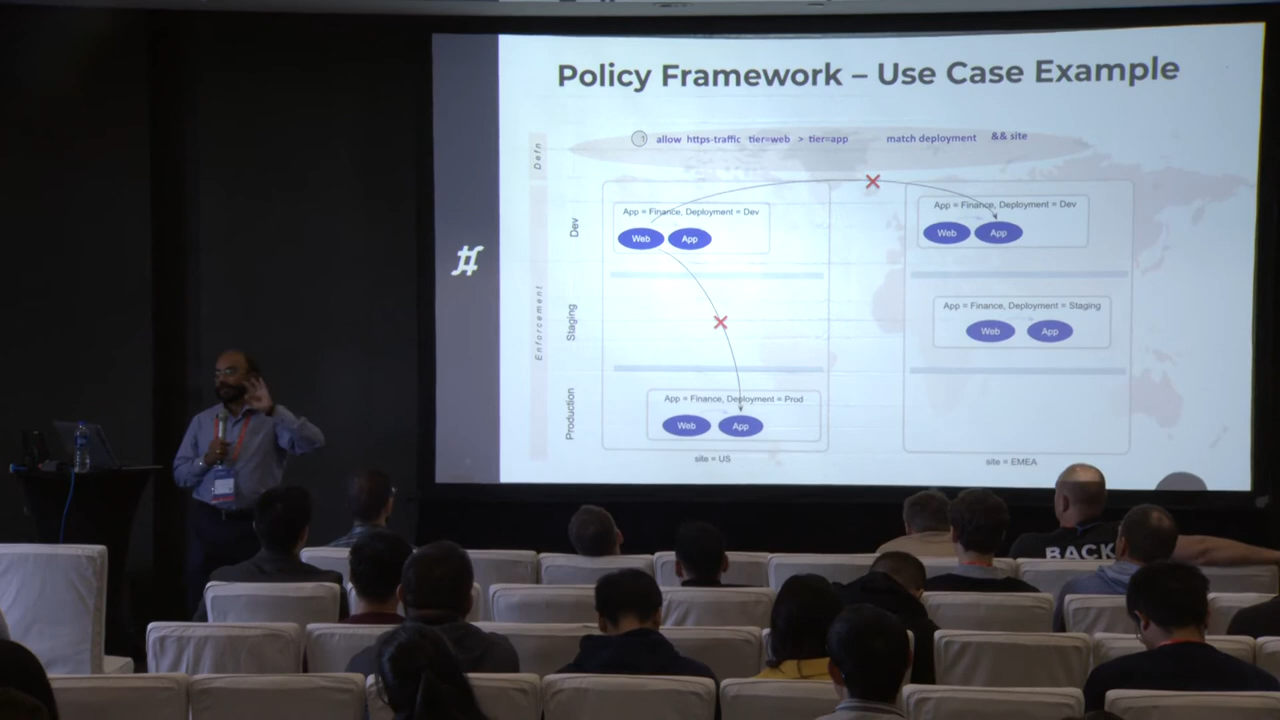 Policy Framework – Use Case Example
Defn
1 allow https-traffic tier=web > tier=app match deployment && site
Enforcement
Dev
App = Finance, Deployment = Dev
Web App
App = Finance, Deployment = Dev
Web App
Staging
App = Finance, Deployment = Staging
Web App
Production
App = Finance, Deployment = Prod
Web App
site = US
site = EMEA
BACK